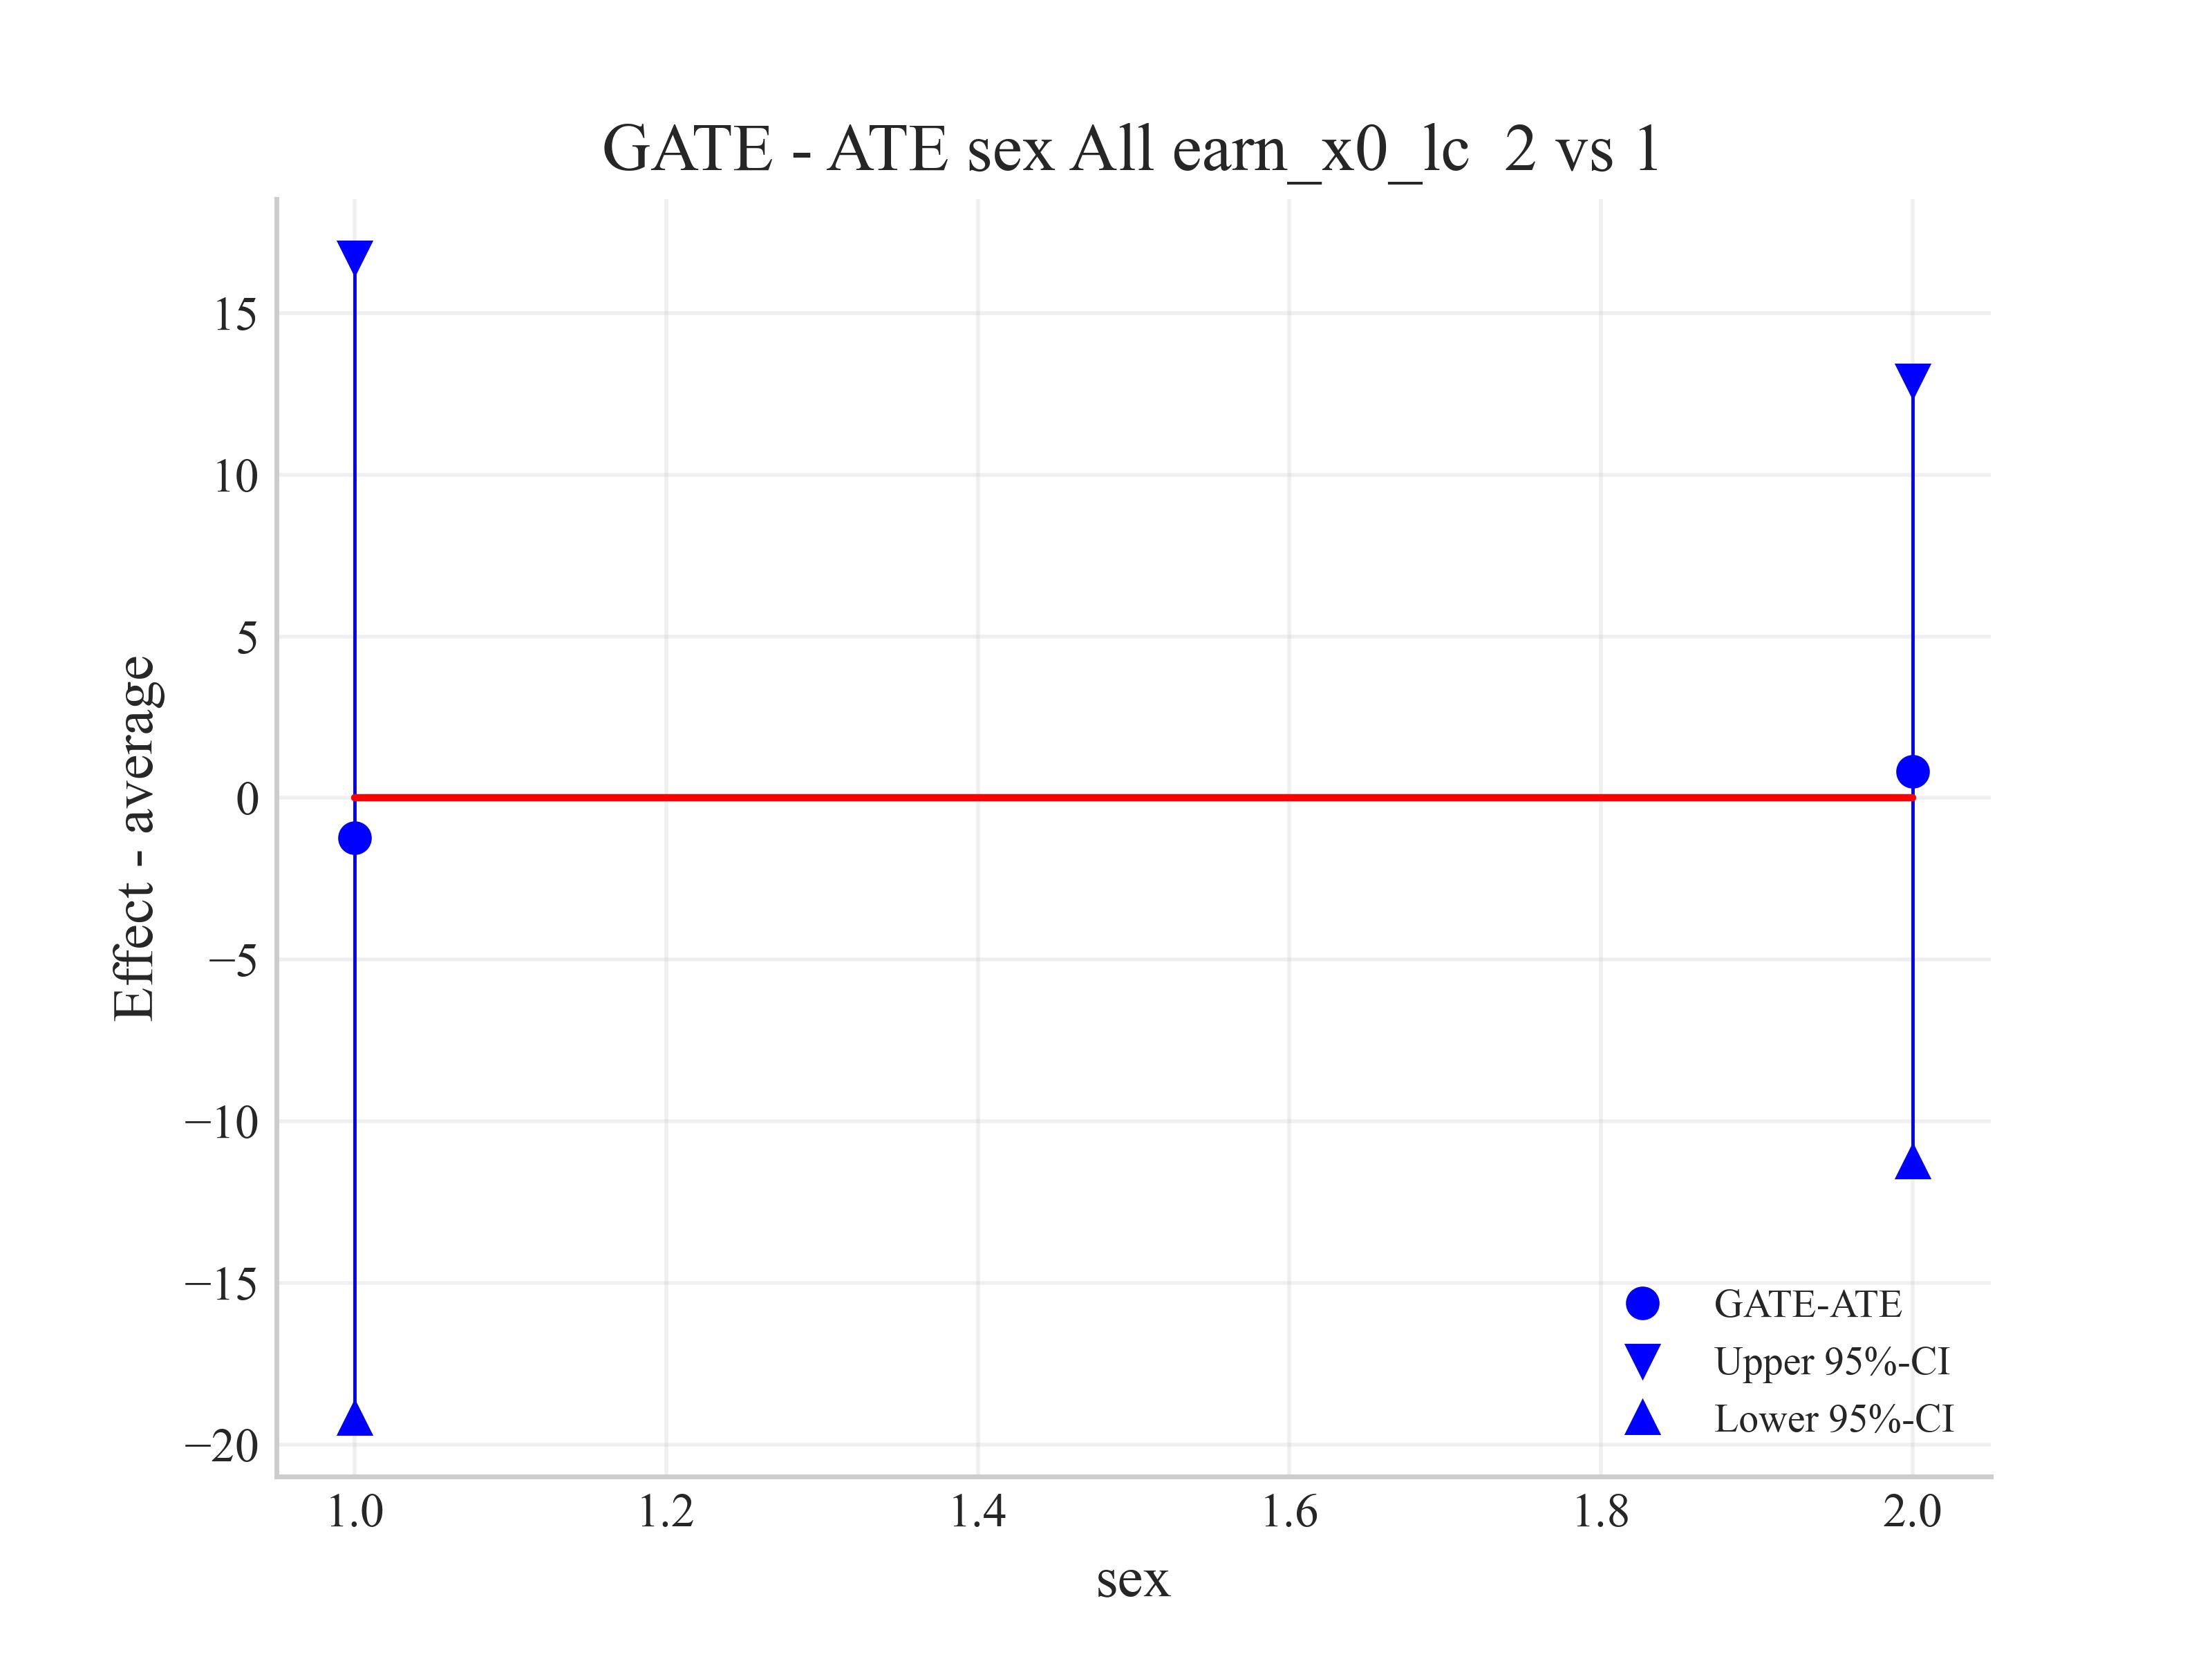 GATE - ATE sex All earn_x0_lc  2 vs 1
Effect - average
15
10
5
0
−5
−10
−15
−20
GATE-ATE
Upper 95%-CI
Lower 95%-CI
1.0 1.2 1.4 1.6 1.8 2.0
sex